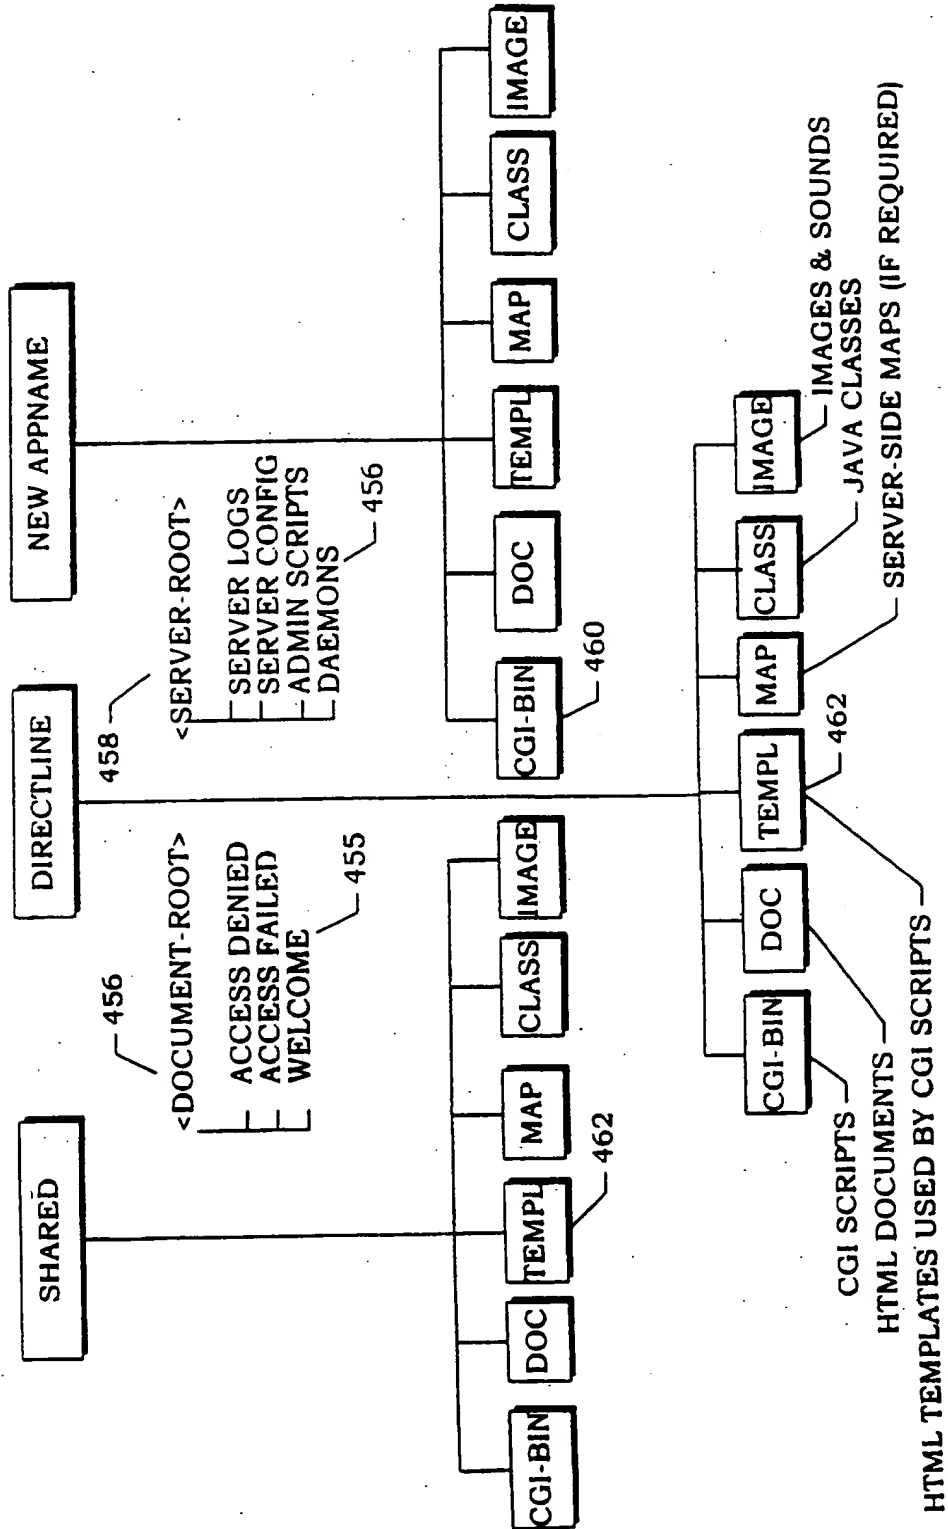 SHARED
DIRECTLINE
NEW APPNAME
456
<DOCUMENT-ROOT>
ACCESS DENIED
ACCESS FAILED
WELCOME
455
458
<SERVER-ROOT>
SERVER LOGS
SERVER CONFIG
ADMIN SCRIPTS
DAEMONS
456
CGI-BIN
DOC
TEMPL
MAP
CLASS
IMAGE
462
CGI-BIN
DOC
TEMPL
MAP
CLASS
IMAGE
460
CGI-BIN
DOC
TEMPL
MAP
CLASS
IMAGE
462
CGI SCRIPTS
HTML DOCUMENTS
HTML TEMPLATES USED BY CGI SCRIPTS
IMAGES & SOUNDS
JAVA CLASSES
SERVER-SIDE MAPS (IF REQUIRED)